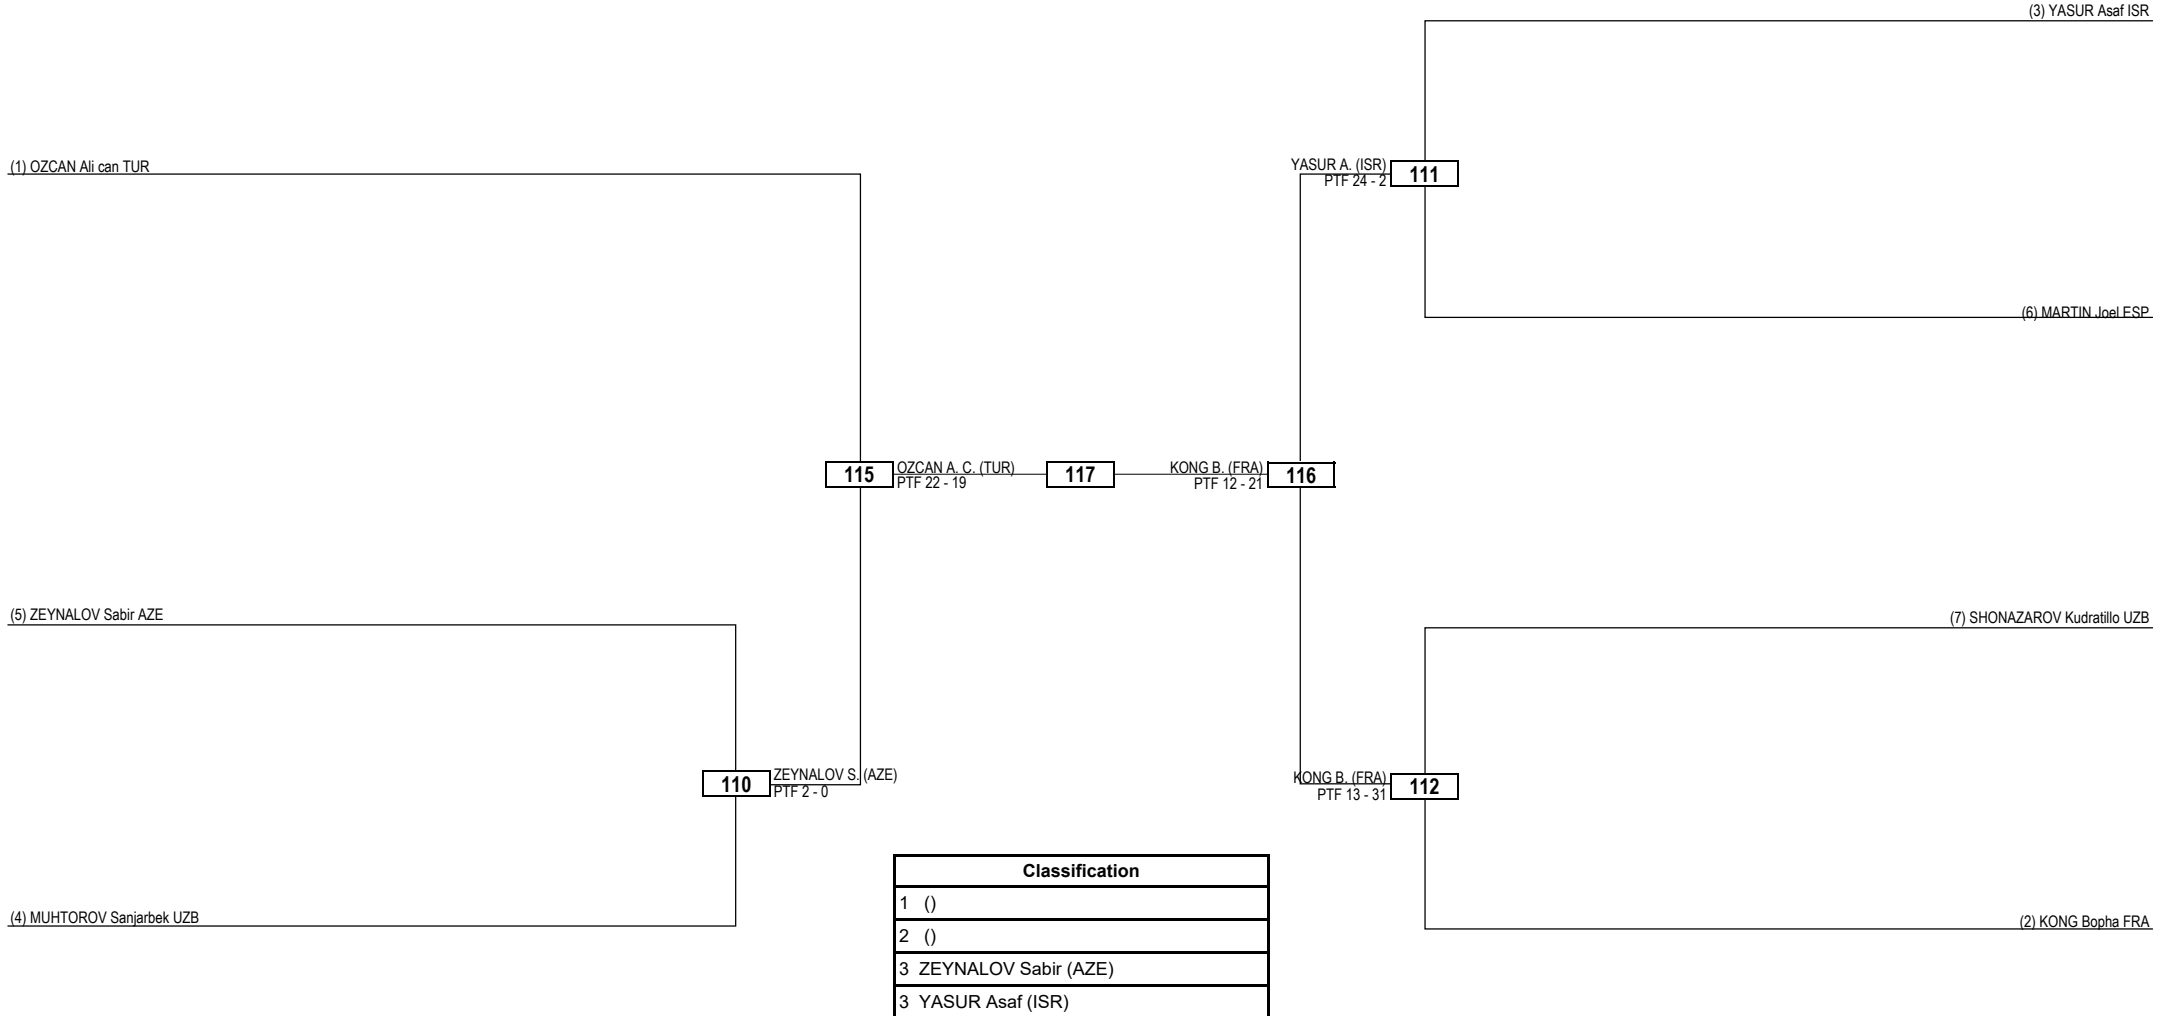 (3) YASUR Asaf ISR
(1) OZCAN Ali can TUR
YASUR A. (ISR)
PTF 24 - 2
111
(6) MARTIN Joel ESP
115
OZCAN A. C. (TUR)
PTF 22 - 19
117
KONG B. (FRA)
PTF 12 - 21
116
(5) ZEYNALOV Sabir AZE
(7) SHONAZAROV Kudratillo UZB
110
ZEYNALOV S. (AZE)
PTF 2 - 0
KONG B. (FRA)
PTF 13 - 31
112
(4) MUHTOROV Sanjarbek UZB
(2) KONG Bopha FRA
Classification
1 ()
2 ()
3 ZEYNALOV Sabir (AZE)
3 YASUR Asaf (ISR)